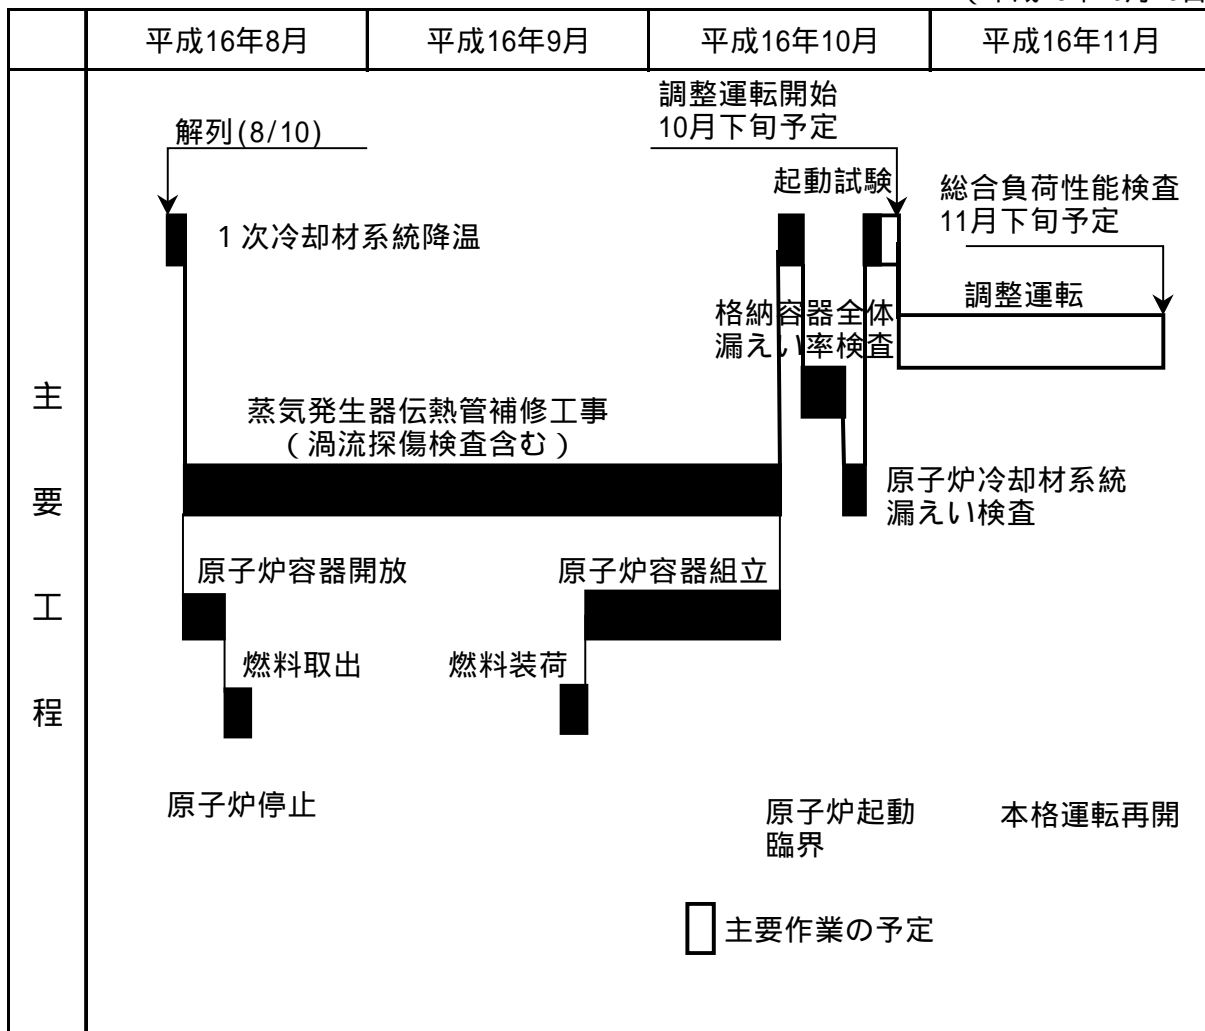 平成16年8月
平成16年9月
平成16年10月
平成16年11月
主要工程
解列(8/10)
調整運転開始
10月下旬予定
起動試験
総合負荷性能検査
11月下旬予定
1次冷却材系統降温
調整運転
格納容器全体
漏えい率検査
蒸気発生器伝熱管補修工事
(渦流探傷検査含む)
原子炉冷却材系統
漏えい検査
原子炉容器開放
原子炉容器組立
燃料取出
燃料装荷
原子炉停止
原子炉起動
臨界
本格運転再開
主要作業の予定